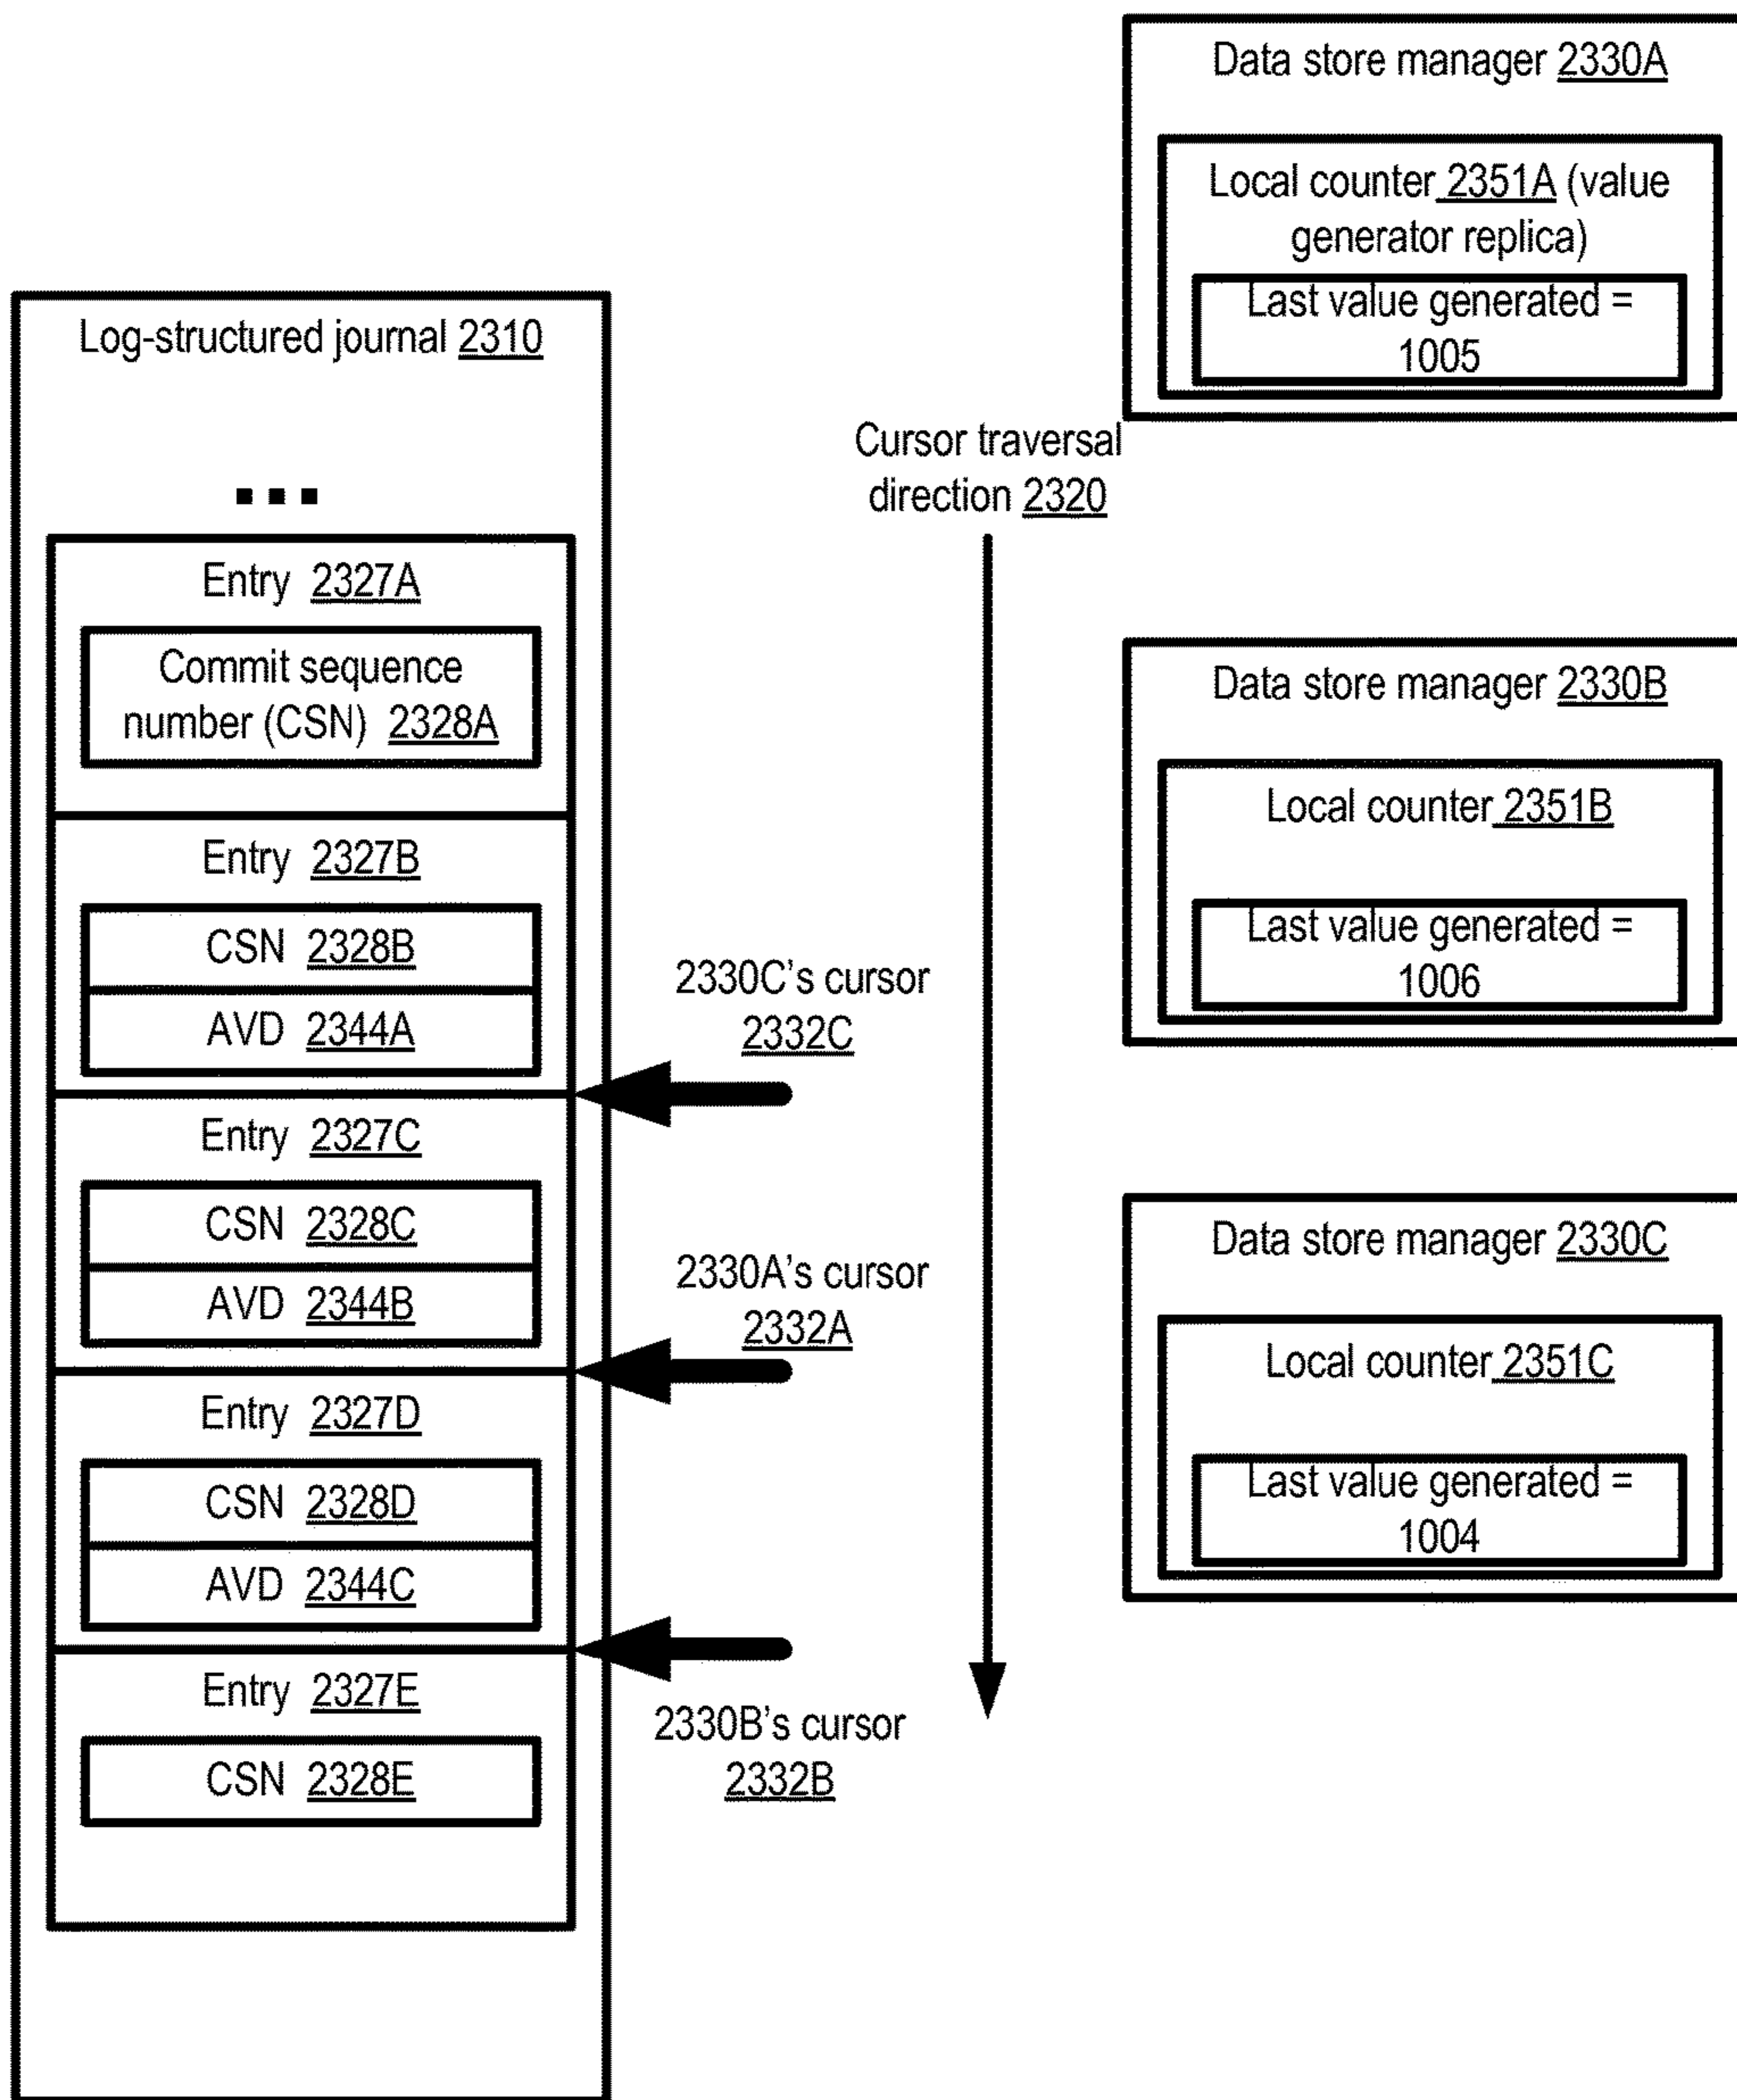 Log-structured journal 2310
...
Entry 2327A
Commit sequence
number (CSN) 2328A
Entry 2327B
CSN 2328B
AVD 2344A
Entry 2327C
CSN 2328C
AVD 2344B
Entry 2327D
CSN 2328D
AVD 2344C
Entry 2327E
CSN 2328E
2330C's cursor
2332C
2330A's cursor
2332A
2330B's cursor
2332B
Cursor traversal
direction 2320
Data store manager 2330A
Local counter 2351A (value
generator replica)
Last value generated =
1005
Data store manager 2330B
Local counter 2351B
Last value generated =
1006
Data store manager 2330C
Local counter 2351C
Last value generated =
1004